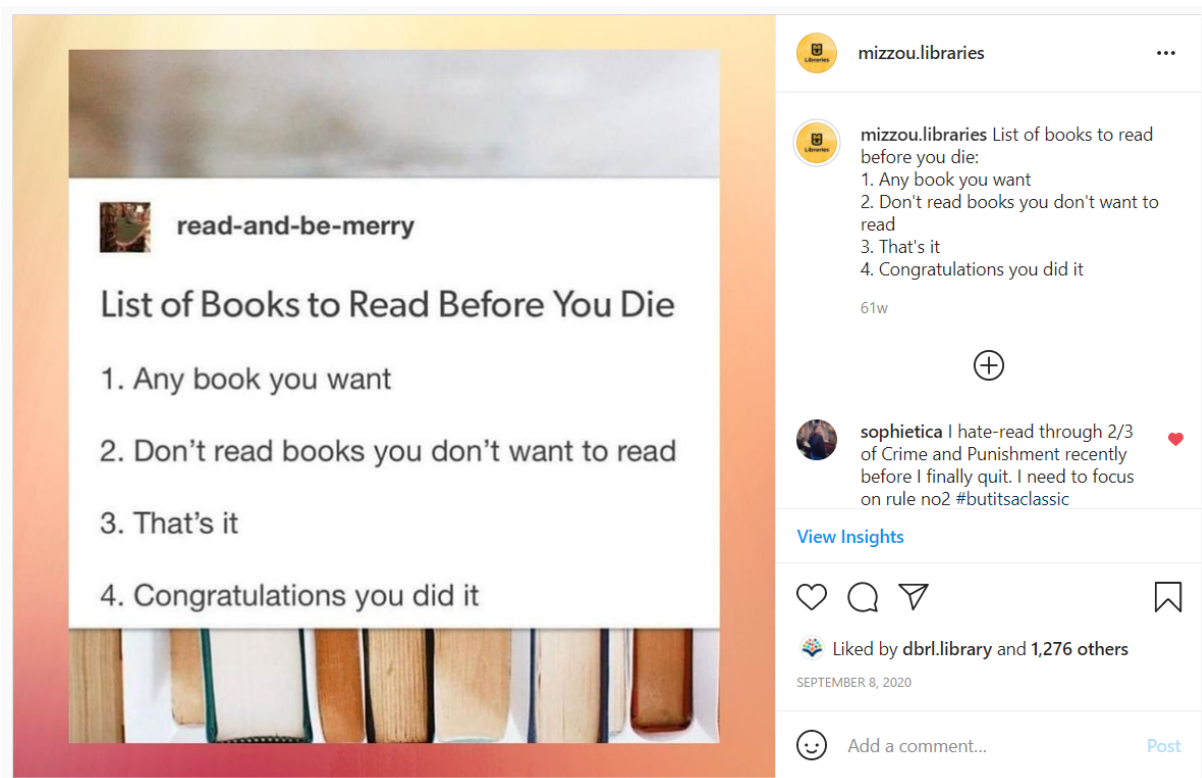 read-and-be-merry
List of Books to Read Before You Die
1. Any book you want
2. Don’t read books you don’t want to read
3. That’s it
4. Congratulations you did it
Libraries
mizzou.libraries
Libraries
mizzou.libraries List of books to read
before you die:
1. Any book you want
2. Don't read books you don't want to
read
3. That's it
4. Congratulations you did it
61w
sophietica I hate-read through 2/3
of Crime and Punishment recently
before I finally quit. I need to focus
on rule no2 #butitsaclassic
View Insights
Liked by dbrl.library and 1,276 others
SEPTEMBER 8, 2020
Add a comment...
Post